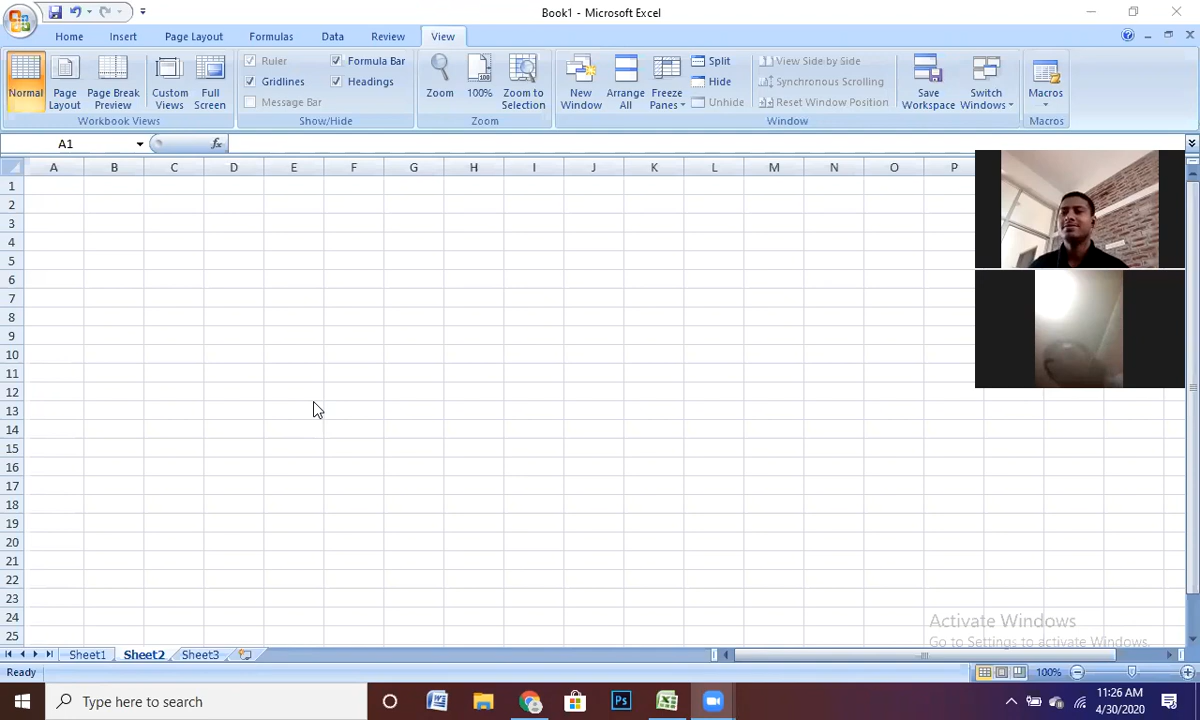 Book1 - Microsoft Excel
Home Insert Page Layout Formulas Data Review View
Normal
Page Layout
Page Break Preview
Custom Views
Full Screen
Workbook Views
Ruler
Formula Bar
Gridlines
Headings
Message Bar
Show/Hide
Zoom
100%
Zoom to Selection
Zoom
New Window
Arrange All
Freeze Panes
Split
Hide
Unhide
View Side by Side
Synchronous Scrolling
Reset Window Position
Save Workspace
Switch Windows
Window
Macros
Macros
A1 fx
A B C D E F G H I J K L M N O P
1
2
3
4
5
6
7
8
9
10
11
12
13
14
15
16
17
18
19
20
21
22
23
24
25
Activate Windows
Go to Settings to activate Windows.
Sheet1 Sheet2 Sheet3
Ready 100%
Type here to search
11:26 AM
4/30/2020